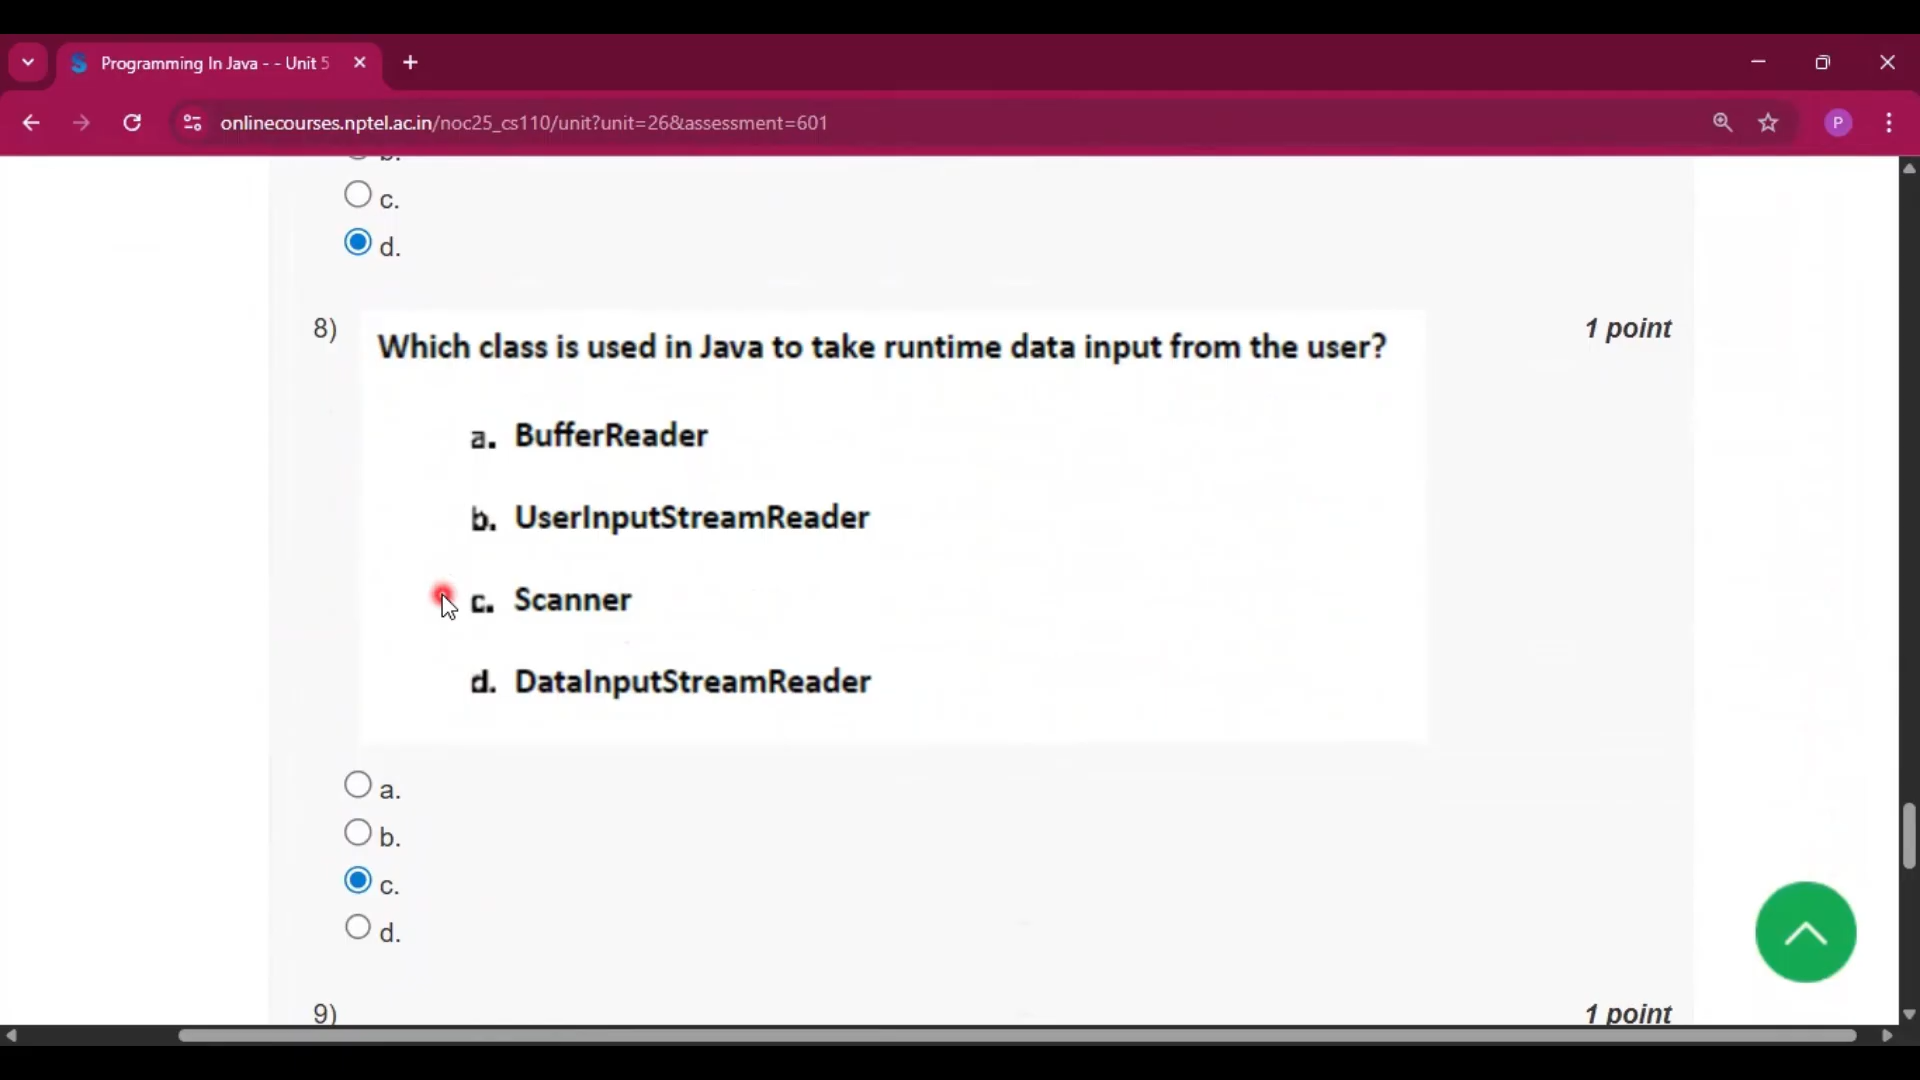 Programming In Java - - Unit 5
onlinecourses.nptel.ac.in/noc25_cs110/unit?unit=26&assessment=601
P
b.
c.
d.
8)
Which class is used in Java to take runtime data input from the user?
1 point
a. BufferReader
b. UserInputStreamReader
c. Scanner
d. DataInputStreamReader
a.
b.
c.
d.
9)
1 point